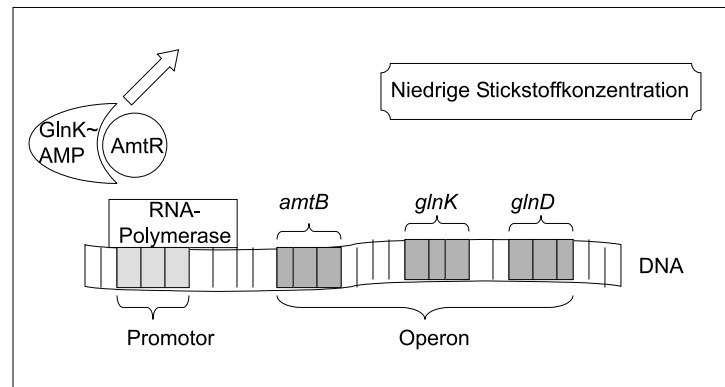 Niedrige Stickstoffkonzentration
GlnK~
AMP
AmtR
RNA-
Polymerase
amtB
glnK
glnD
DNA
Promotor
Operon